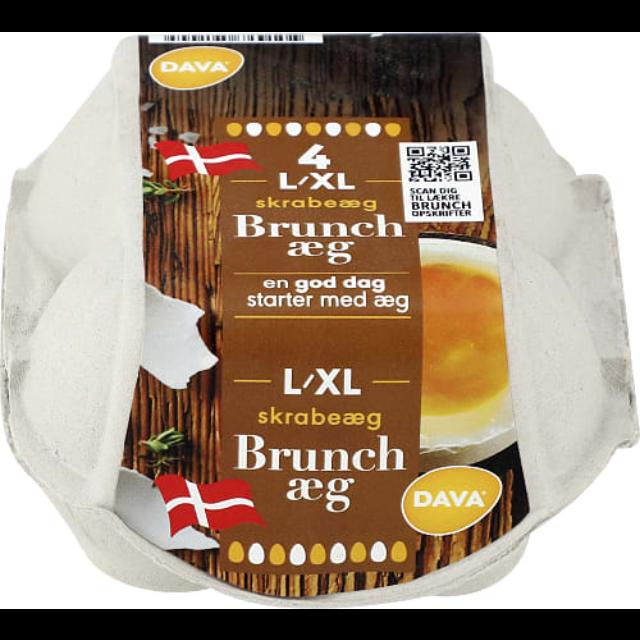 DAVA
4
L/XL
skrabeæg
Brunch
æg
SCAN DIG
TIL LÆKRE
BRUNCH
OPSKRIFTER
en god dag
starter med æg
L/XL
skrabeæg
Brunch
æg
DAVA